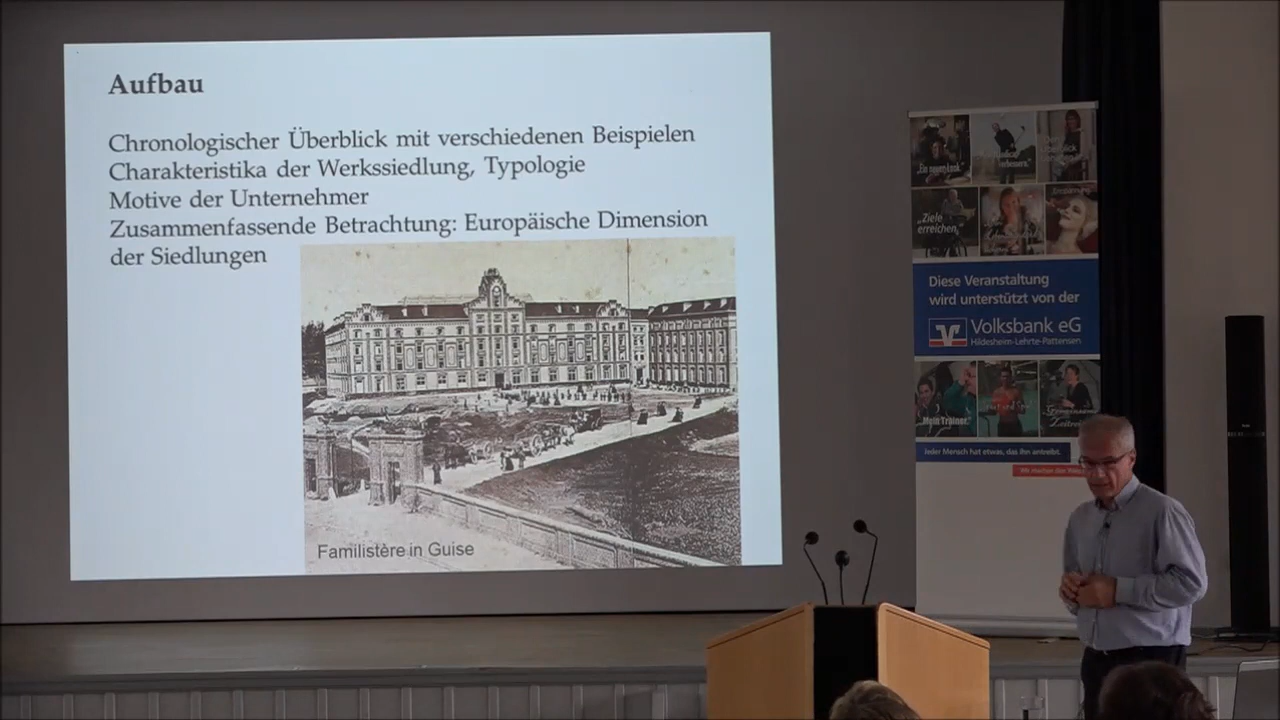 Aufbau
Chronologischer Überblick mit verschiedenen Beispielen
Charakteristika der Werkssiedlung, Typologie
Motive der Unternehmer
Zusammenfassende Betrachtung: Europäische Dimension
der Siedlungen
Familistère in Guise
„Ziele
erreichen.“
Diese Veranstaltung
wird unterstützt von der
Volksbank eG
Hildesheim-Lehrte-Pattensen
„Mein Trainer.“
Jeder Mensch hat etwas, das ihn antreibt.